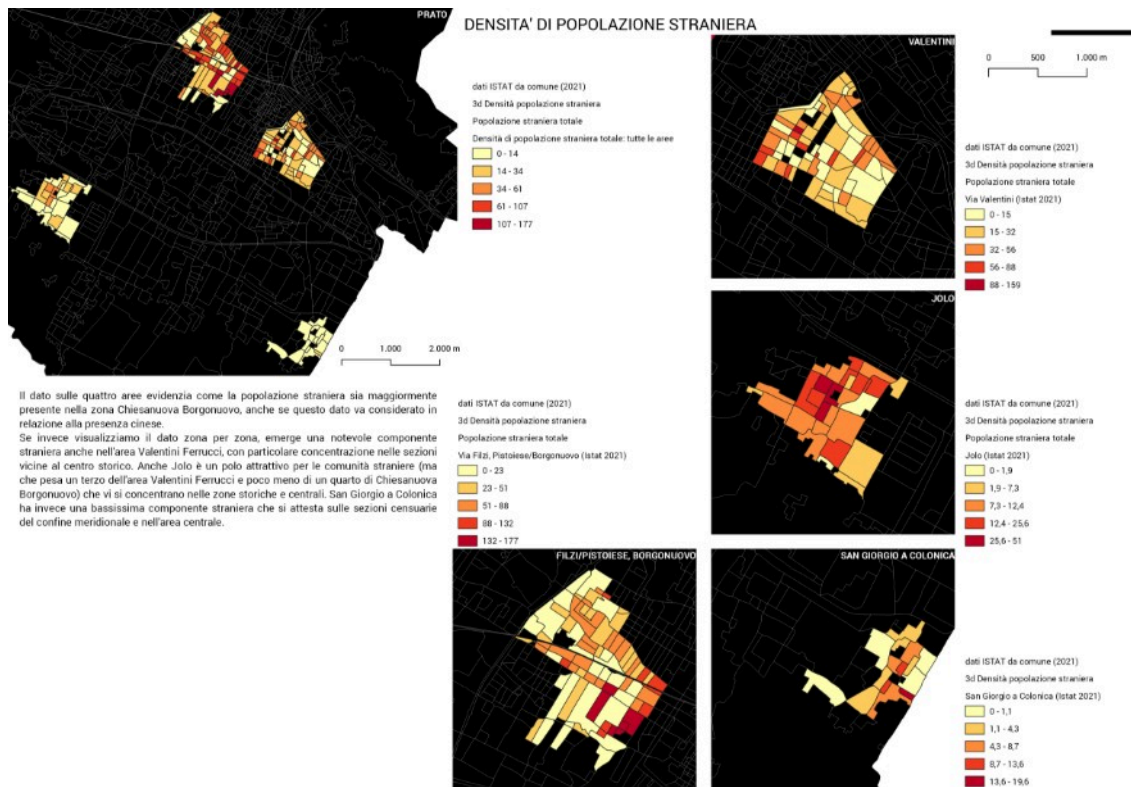 PRATO
DENSITA' DI POPOLAZIONE STRANIERA
dati ISTAT da comune (2021)
3d Densità popolazione straniera
Popolazione straniera totale
Densità di popolazione straniera totale: tutte le aree
0 - 14
14 - 34
34 - 61
61 - 107
107 - 177
0 1.000 2.000 m
VALENTINI
0 500 1.000 m
dati ISTAT da comune (2021)
3d Densità popolazione straniera
Popolazione straniera totale
Via Valentini (Istat 2021)
0 - 15
15 - 32
32 - 56
56 - 88
88 - 159
Il dato sulle quattro aree evidenzia come la popolazione straniera sia maggiormente
presente nella zona Chiesanuova Borgonuovo, anche se questo dato va considerato in
relazione alla presenza cinese.
Se invece visualizziamo il dato zona per zona, emerge una notevole componente
straniera anche nell'area Valentini Ferrucci, con particolare concentrazione nelle sezioni
vicine al centro storico. Anche Jolo è un polo attrattivo per le comunità straniere (ma
che pesa un terzo dell'area Valentini Ferrucci e poco meno di un quarto di Chiesanuova
Borgonuovo) che vi si concentrano nelle zone storiche e centrali. San Giorgio a Colonica
ha invece una bassissima componente straniera che si attesta sulle sezioni censuarie
del confine meridionale e nell'area centrale.
dati ISTAT da comune (2021)
3d Densità popolazione straniera
Popolazione straniera totale
Via Filzi, Pistoiese/Borgonuovo (Istat 2021)
0 - 23
23 - 51
51 - 88
88 - 132
132 - 177
JOLO
dati ISTAT da comune (2021)
3d Densità popolazione straniera
Popolazione straniera totale
Jolo (Istat 2021)
0 - 1,9
1,9 - 7,3
7,3 - 12,4
12,4 - 25,6
25,6 - 51
FILZI/PISTOIESE, BORGONUOVO
SAN GIORGIO A COLONICA
dati ISTAT da comune (2021)
3d Densità popolazione straniera
San Giorgio a Colonica (Istat 2021)
0 - 1,1
1,1 - 4,3
4,3 - 8,7
8,7 - 13,6
13,6 - 19,6